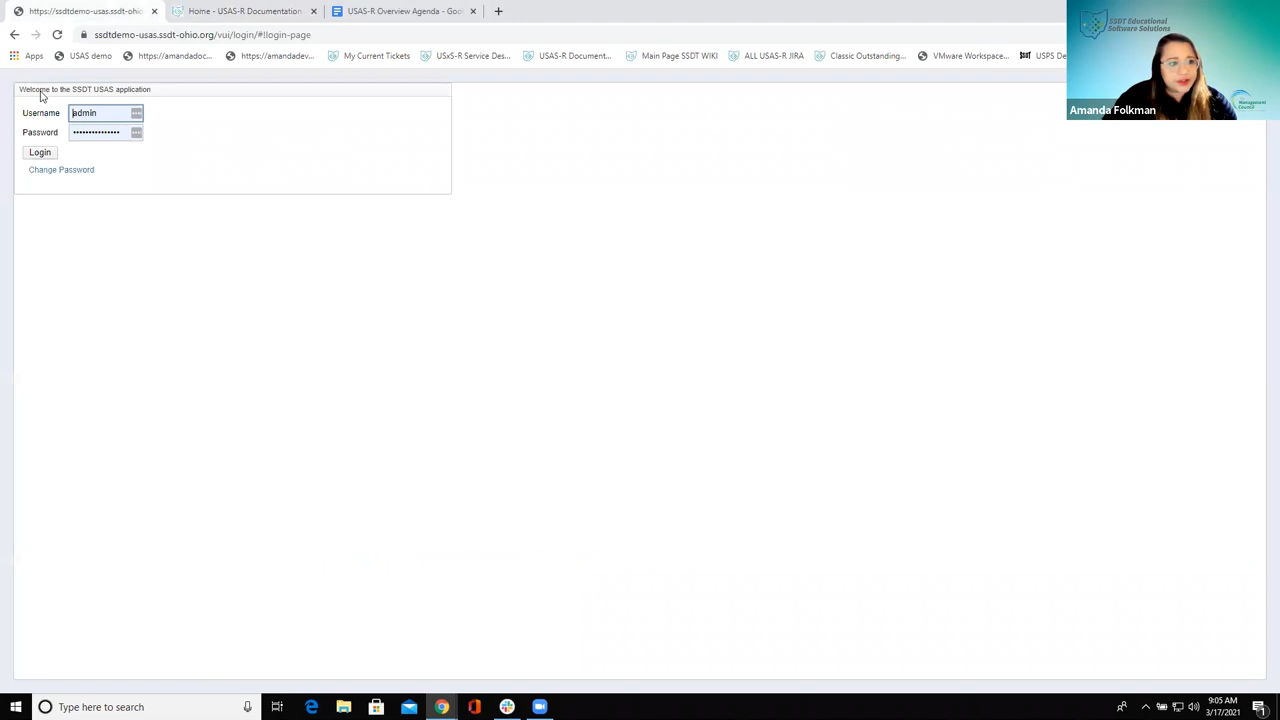 https://ssdtdemo-usas.ssdt-ohio
Home - USAS-R Documentation
USAS-R Overview Agenda - Goo
ssdtdemo-usas.ssdt-ohio.org/vui/login/#!login-page
Apps
USAS demo
https://amandadoc...
https://amandadev...
My Current Tickets
USxS-R Service Des...
USAS-R Document...
Main Page SSDT WIKI
ALL USAS-R JIRA
Classic Outstanding...
VMware Workspace...
USPS De
SSDT Educational
Software Solutions
Management
Council
Amanda Folkman
Welcome to the SSDT USAS application
Username admin
Password ••••••••••••••
Login
Change Password
Type here to search
9:05 AM
3/17/2021
1